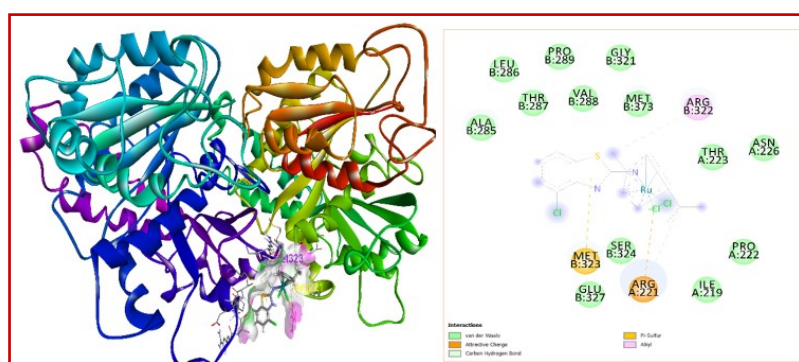 M323
PRO
B:289
GLY
B:321
LEU
B:286
THR
B:287
VAL
B:288
MET
B:373
ARG
B:322
ALA
B:285
THR
A:223
ASN
A:226
S
N
N
Ru
Cl
Cl
Cl
MET
B:323
SER
B:324
PRO
A:222
GLU
B:327
ARG
A:221
ILE
A:219
Interactions
van der Waals
Attractive Charge
Carbon Hydrogen Bond
Pi-Sulfur
Alkyl